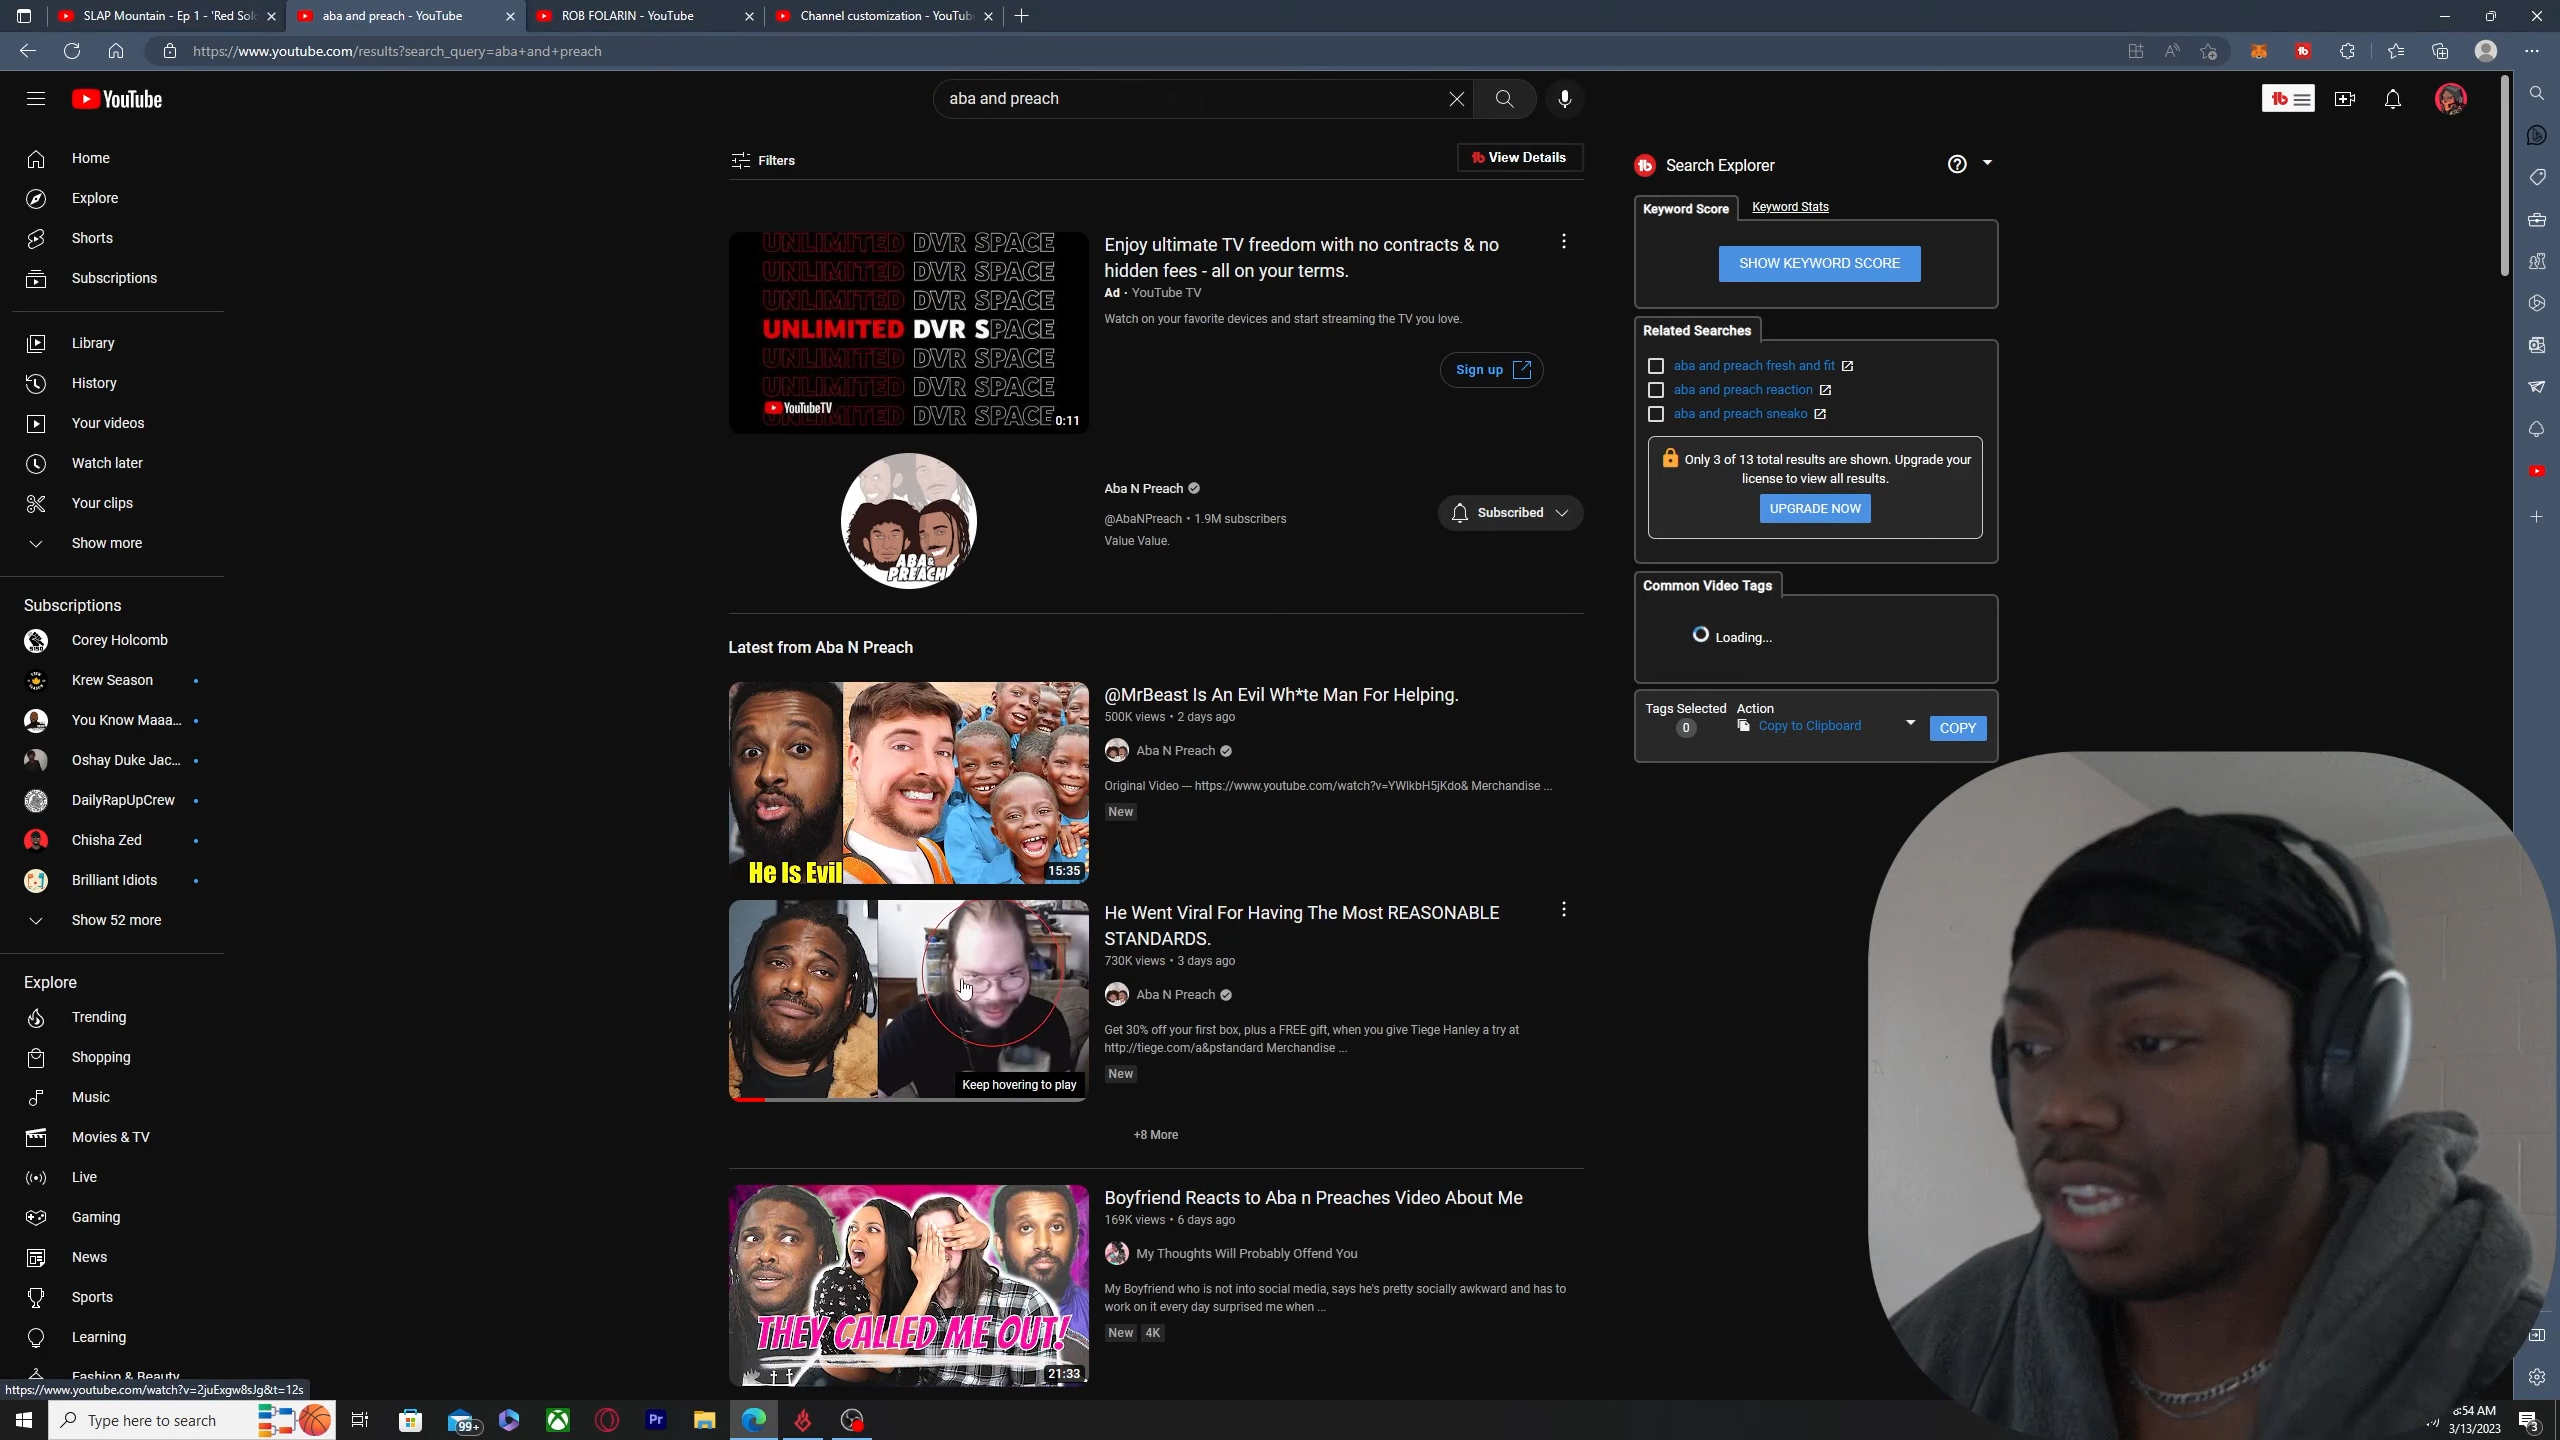 SLAP Mountain - Ep 1 - 'Red Solo
aba and preach - YouTube
ROB FOLARIN - YouTube
Channel customization - YouTub
https://www.youtube.com/results?search_query=aba+and+preach
YouTube
aba and preach
Home
Explore
Shorts
Subscriptions
Library
History
Your videos
Watch later
Your clips
Show more
Subscriptions
Corey Holcomb
Krew Season
You Know Maaa...
Oshay Duke Jac...
DailyRapUpCrew
Chisha Zed
Brilliant Idiots
Show 52 more
Explore
Trending
Shopping
Music
Movies & TV
Live
Gaming
News
Sports
Learning
Fashion & Beauty
https://www.youtube.com/watch?v=2juExgw8sJg&t=12s
Filters
View Details
UNLIMITED DVR SPACE
UNLIMITED DVR SPACE
UNLIMITED DVR SPACE
UNLIMITED DVR SPACE
UNLIMITED DVR SPACE
UNLIMITED DVR SPACE
UNLIMITED DVR SPACE
YouTubeTV
0:11
Enjoy ultimate TV freedom with no contracts & no
hidden fees - all on your terms.
Ad · YouTube TV
Watch on your favorite devices and start streaming the TV you love.
Sign up
ABA &
PREACH
Aba N Preach
@AbaNPreach • 1.9M subscribers
Value Value.
Subscribed
Latest from Aba N Preach
He Is Evil
15:35
@MrBeast Is An Evil Wh*te Man For Helping.
500K views • 2 days ago
Aba N Preach
Original Video — https://www.youtube.com/watch?v=YWlkbH5jKdo& Merchandise ...
New
Keep hovering to play
He Went Viral For Having The Most REASONABLE
STANDARDS.
730K views • 3 days ago
Aba N Preach
Get 30% off your first box, plus a FREE gift, when you give Tiege Hanley a try at
http://tiege.com/a&pstandard Merchandise ...
New
+8 More
THEY CALLED ME OUT!
21:33
Boyfriend Reacts to Aba n Preaches Video About Me
169K views • 6 days ago
My Thoughts Will Probably Offend You
My Boyfriend who is not into social media, says he's pretty socially awkward and has to
work on it every day surprised me when ...
New 4K
Search Explorer
Keyword Score
Keyword Stats
SHOW KEYWORD SCORE
Related Searches
aba and preach fresh and fit
aba and preach reaction
aba and preach sneako
Only 3 of 13 total results are shown. Upgrade your
license to view all results.
UPGRADE NOW
Common Video Tags
Loading...
Tags Selected
Action
0
Copy to Clipboard
COPY
Type here to search
99+
Pr
8:54 AM
3/13/2023
3